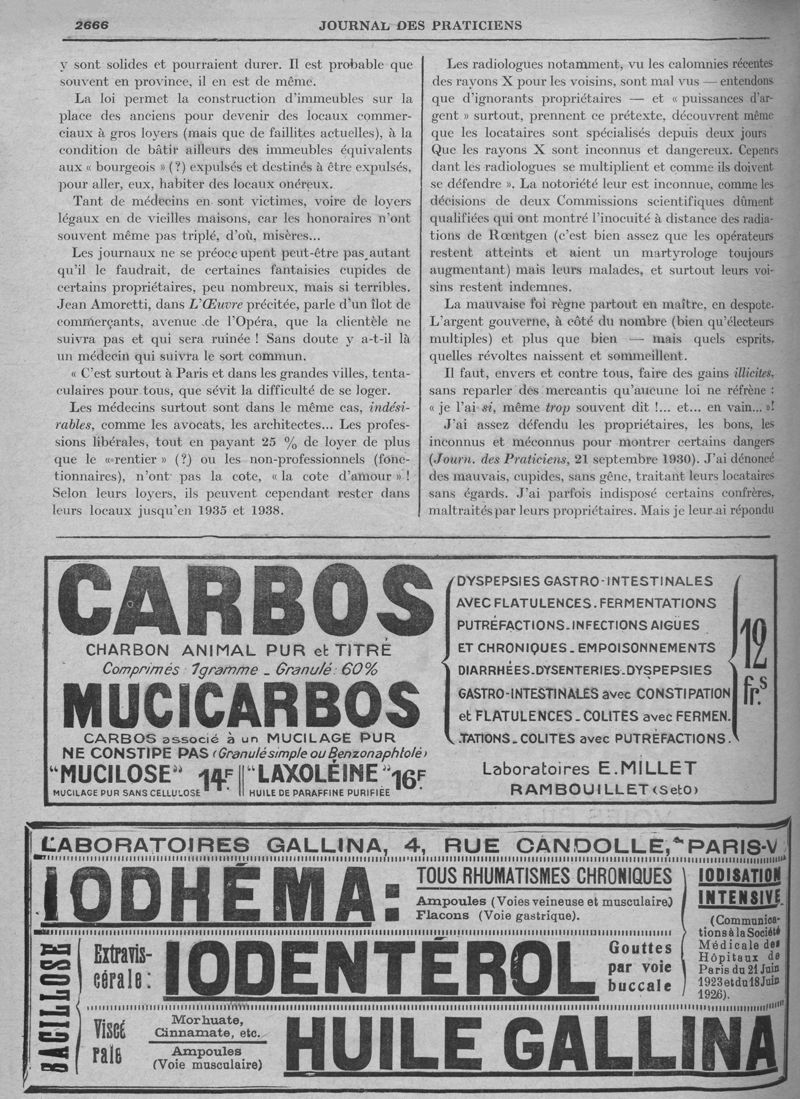 2666
JOURNAL DES PRATICIENS
y sont solides et pourraient durer. Il est probable que
souvent en province, il en est de même.
La loi permet la construction d'immeubles sur la
place des anciens pour devenir des locaux commer-
ciaux à gros loyers (mais que de faillites actuelles), à la
condition de bâtir ailleurs des immeubles équivalents
aux « bourgeois » (?) expulsés et destinés à être expulsés,
pour aller, eux, habiter des locaux onéreux.
Tant de médecins en sont victimes, voire de loyers
légaux en de vieilles maisons, car les honoraires n'ont
souvent même pas triplé, d'où, misères...
Les journaux ne se préoccupent peut-être pas autant
qu'il le faudrait, de certaines fantaisies cupides de
certains propriétaires, peu nombreux, mais si terribles.
Jean Amoretti, dans L'Œuvre précitée, parle d'un îlot de
commerçants, avenue de l'Opéra, que la clientèle ne
suivra pas et qui sera ruinée ! Sans doute y a-t-il là
un médecin qui suivra le sort commun.
« C'est surtout à Paris et dans les grandes villes, tenta-
culaires pour tous, que sévit la difficulté de se loger.
Les médecins surtout sont dans le même cas, indési-
rables, comme les avocats, les architectes... Les profes-
sions libérales, tout en payant 25 % de loyer de plus
que le « rentier » (?) ou les non-professionnels (fonc-
tionnaires), n'ont pas la cote, « la cote d'amour » !
Selon leurs loyers, ils peuvent cependant rester dans
leurs locaux jusqu'en 1935 et 1938.
Les radiologues notamment, vu les calomnies récentes
des rayons X pour les voisins, sont mal vus — entendons
que d'ignorants propriétaires — et « puissances d'ar-
gent » surtout, prennent ce prétexte, découvrent même
que les locataires sont spécialisés depuis deux jours
Que les rayons X sont inconnus et dangereux. Cepenr
dant les radiologues se multiplient et comme ils doivent
se défendre ». La notoriété leur est inconnue, comme les
décisions de deux Commissions scientifiques dûment
qualifiées qui ont montré l'inocuité à distance des radia-
tions de Rœntgen (c'est bien assez que les opérateurs
restent atteints et aient un martyrologe toujours
augmentant) mais leurs malades, et surtout leurs voi-
sins restent indemnes.
La mauvaise foi règne partout en maître, en despote.
L'argent gouverne, à côté du nombre (bien qu'électeurs
multiples) et plus que bien — mais quels esprits,
quelles révoltes naissent et sommeillent.
Il faut, envers et contre tous, faire des gains illicites,
sans reparler des mercantis qu'aucune loi ne réfrène :
« je l'ai si, même trop souvent dit !... et... en vain... »!
J'ai assez défendu les propriétaires, les bons, les
inconnus et méconnus pour montrer certains dangers
(Journ. des Praticiens, 21 septembre 1930). J'ai dénoncé
des mauvais, cupides, sans gêne, traitant leurs locataires
sans égards. J'ai parfois indisposé certains confrères,
maltraités par leurs propriétaires. Mais je leur ai répondu
CARBOS
CHARBON ANIMAL PUR et TITRÉ
Comprimés : 1 gramme - Granulé : 60%
MUCICARBOS
CARBOS associé à un MUCILAGE PUR
NE CONSTIPE PAS (Granulé simple ou Benzonaphtolé)
"MUCILOSE" 14F
MUCILAGE PUR SANS CELLULOSE
"LAXOLÉINE" 16F
HUILE DE PARAFFINE PURIFIÉE
DYSPEPSIES GASTRO-INTESTINALES
AVEC FLATULENCES. FERMENTATIONS
PUTRÉFACTIONS_INFECTIONS AIGÜES
ET CHRONIQUES_ EMPOISONNEMENTS
DIARRHÉES_DYSENTERIES_DYSPEPSIES
GASTRO-INTESTINALES avec CONSTIPATION
et FLATULENCES_ COLITES avec FERMEN.
.TATIONS_ COLITES avec PUTRÉFACTIONS.
12 fr.s
Laboratoires E. MILLET
RAMBOUILLET (SetO)
LABORATOIRES GALLINA, 4, RUE CANDOLLE, PARIS-V
IODHÉMA:
TOUS RHUMATISMES CHRONIQUES
Ampoules (Voies veineuse et musculaire)
Flacons (Voie gastrique).
IODISATION
INTENSIVE
(Communica-
tions à la Société
Médicale des
Hôpitaux de
Paris du 21 Juin
1923 et du 18 Juin
1926).
BACILLOSE
Extravis-
cérale:
IODENTÉROL
Gouttes
par voie
buccale
Viscé
rale
Morhuate,
Cinnamate, etc.
Ampoules
(Voie musculaire)
HUILE GALLINA